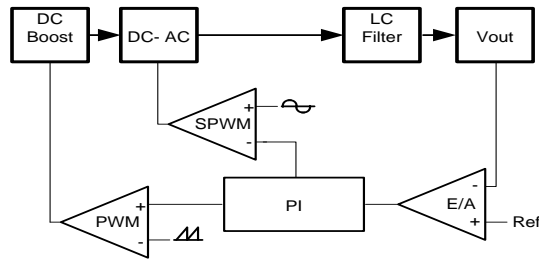 DC
Boost
DC- AC
LC
Filter
Vout
+
SPWM
-
-
E/A
+
Ref
PI
+
PWM
-